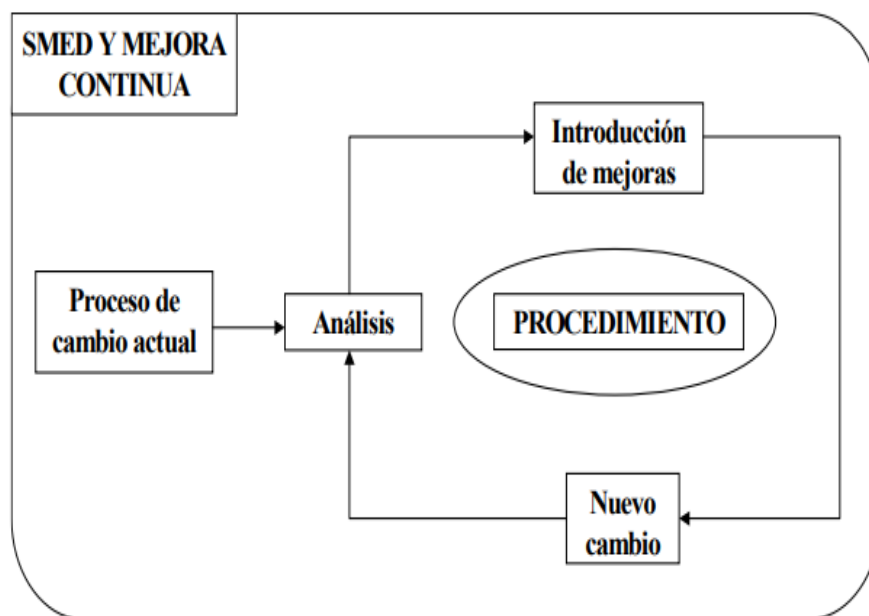 SMED Y MEJORA
CONTINUA
Introducción
de mejoras
Proceso de
cambio actual
Análisis
PROCEDIMIENTO
Nuevo
cambio